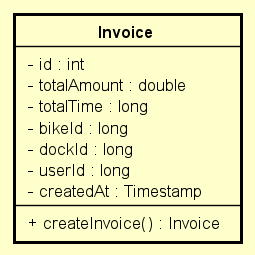 Invoice
- id : int
- totalAmount : double
- totalTime : long
- bikeId : long
- dockId : long
- userId : long
- createdAt : Timestamp
+ createInvoice() : Invoice